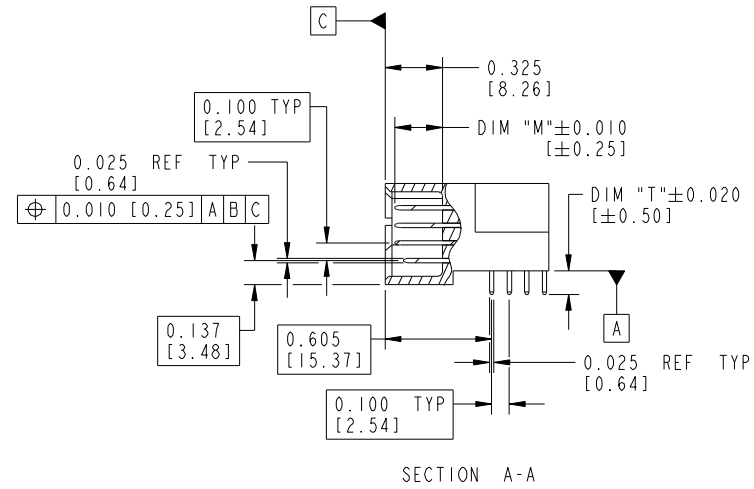 C
0.325
[8.26]
0.100 TYP
[2.54]
DIM "M"±0.010
[±0.25]
0.025 REF TYP
[0.64]
⌖ 0.010 [0.25] A B C
DIM "T"±0.020
[±0.50]
0.137
[3.48]
0.605
[15.37]
A
0.025 REF TYP
[0.64]
0.100 TYP
[2.54]
SECTION A-A